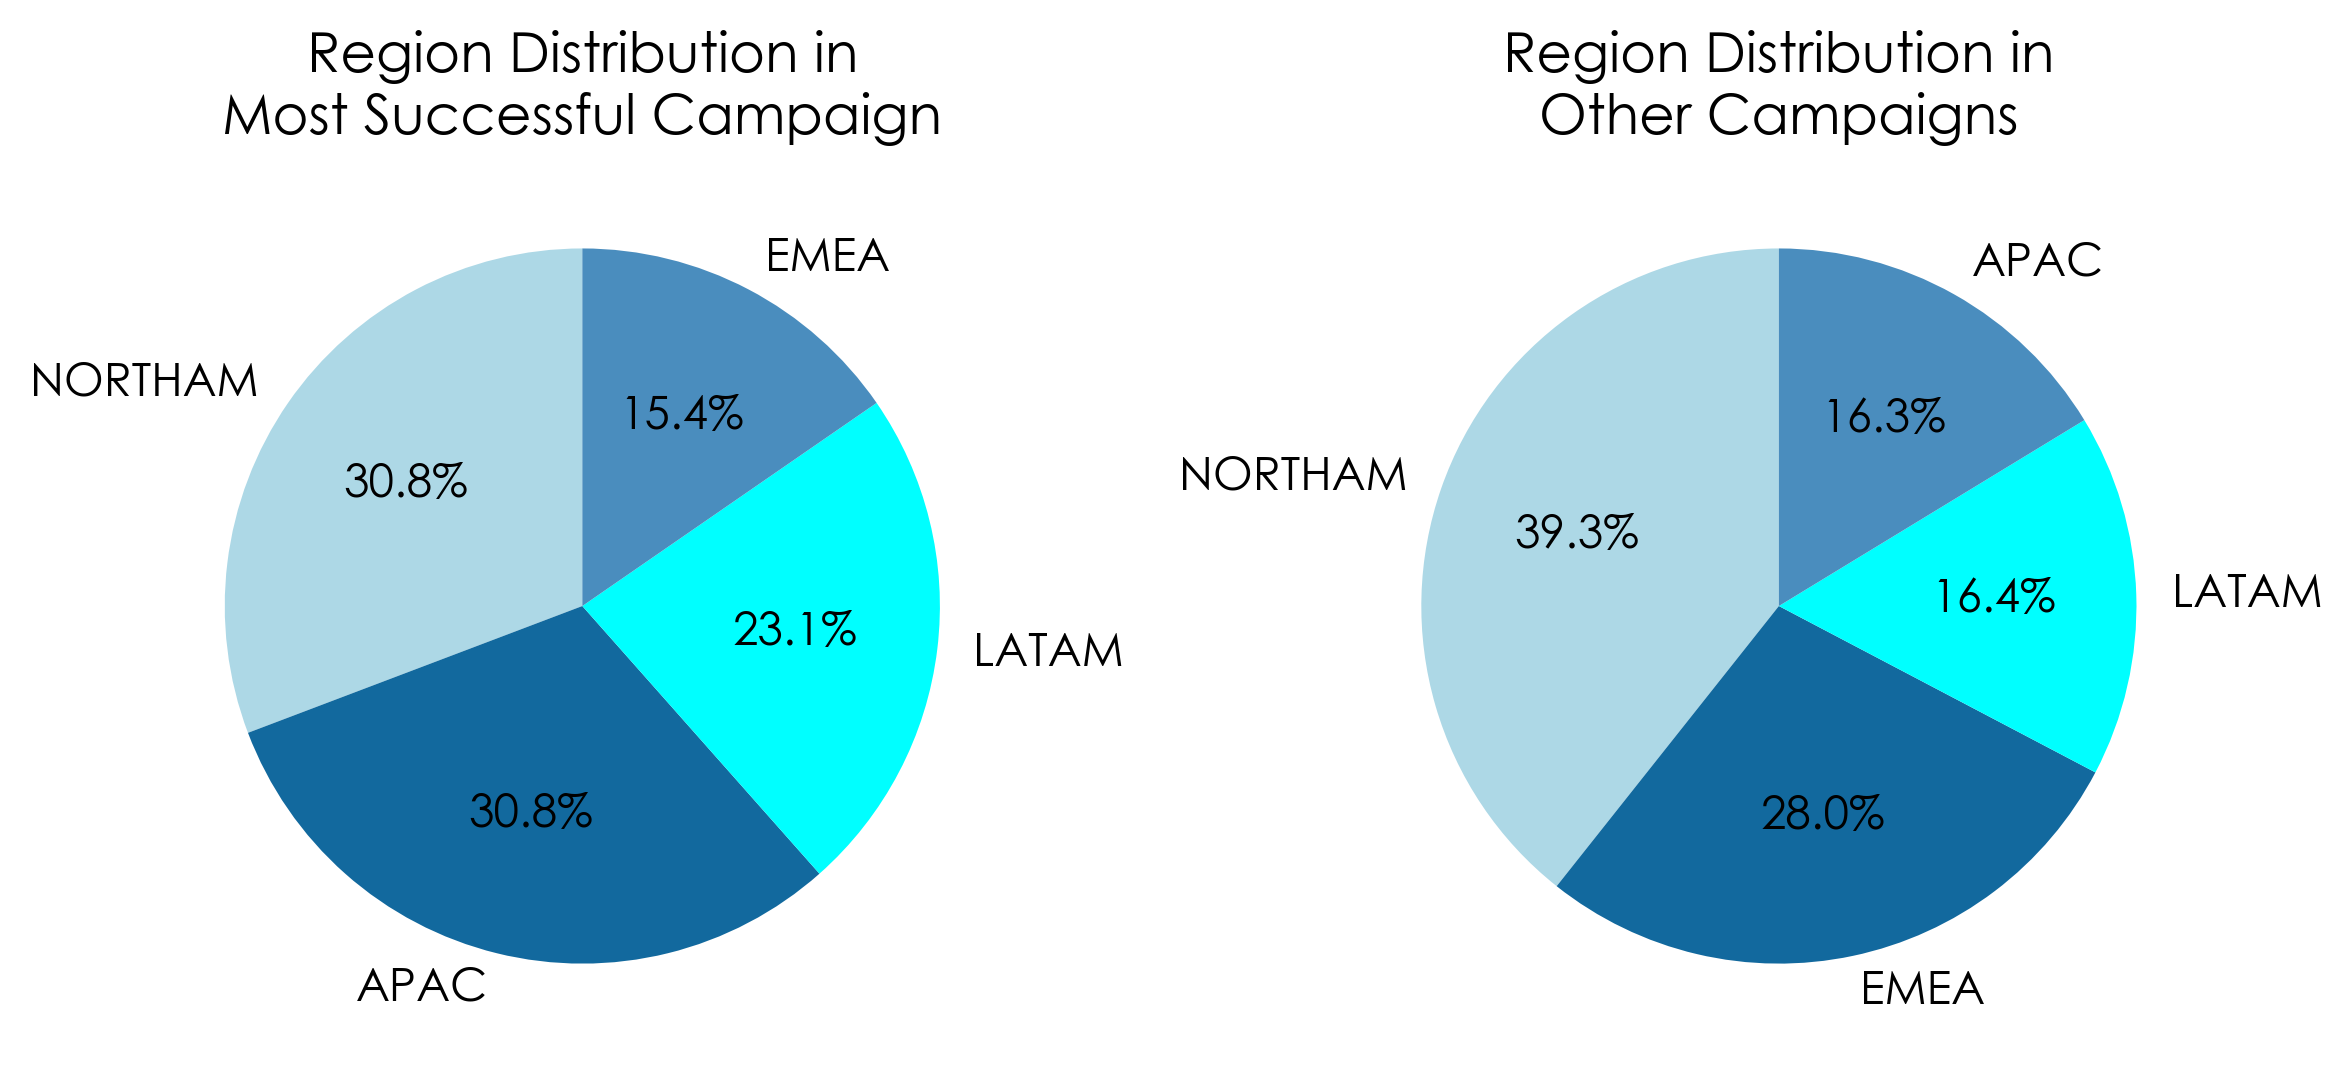 Region Distribution in
Most Successful Campaign
EMEA
NORTHAM
15.4%
30.8%
23.1%
LATAM
30.8%
APAC
Region Distribution in
Other Campaigns
APAC
16.3%
NORTHAM
39.3%
16.4%
LATAM
28.0%
EMEA